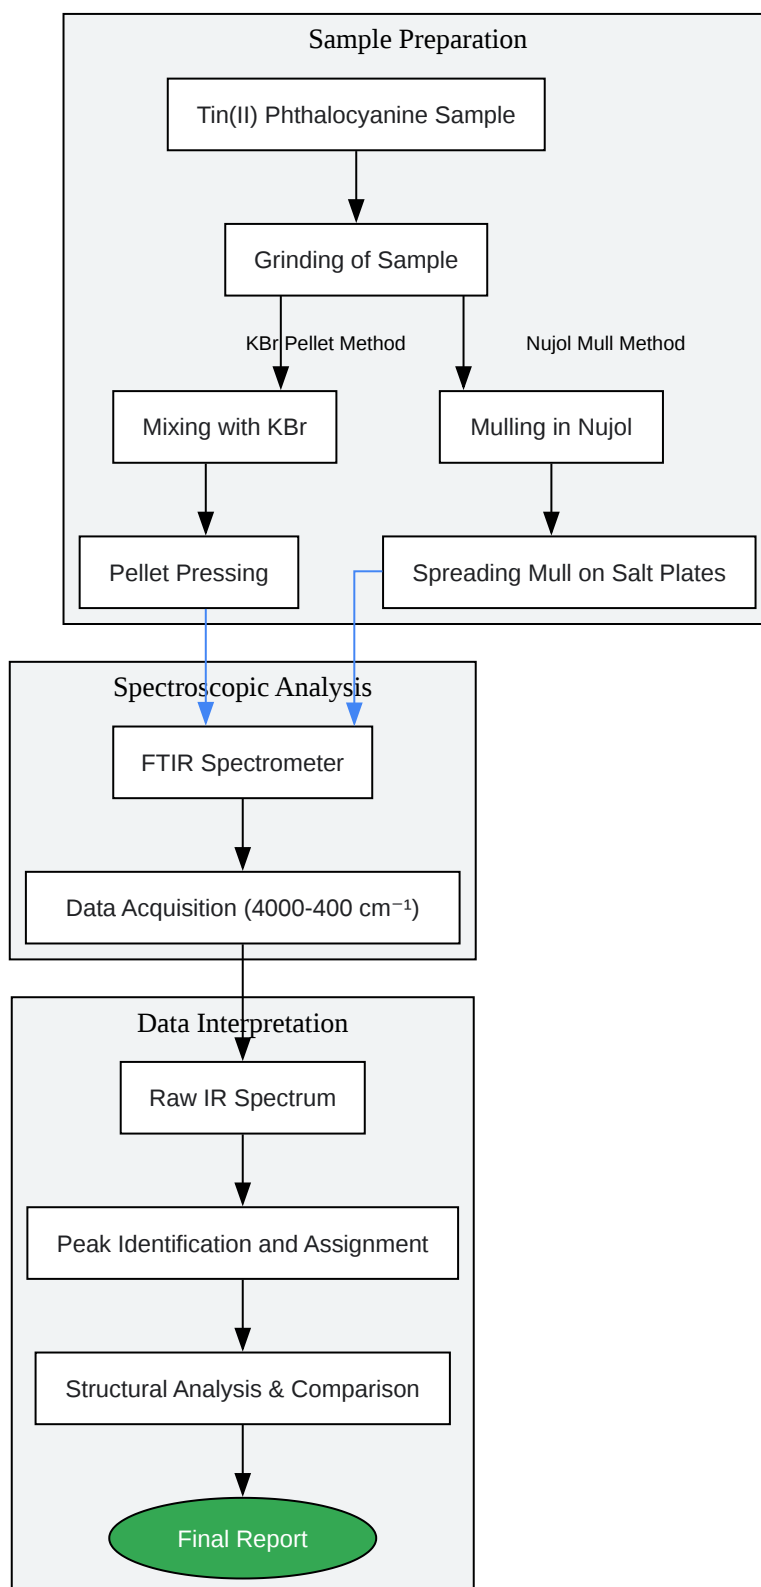 Sample Preparation
Tin(II) Phthalocyanine Sample
Grinding of Sample
KBr Pellet Method
Nujol Mull Method
Mixing with KBr
Mulling in Nujol
Pellet Pressing
Spreading Mull on Salt Plates
Spectroscopic Analysis
FTIR Spectrometer
Data Acquisition (4000-400 cm⁻¹)
Data Interpretation
Raw IR Spectrum
Peak Identification and Assignment
Structural Analysis & Comparison
Final Report